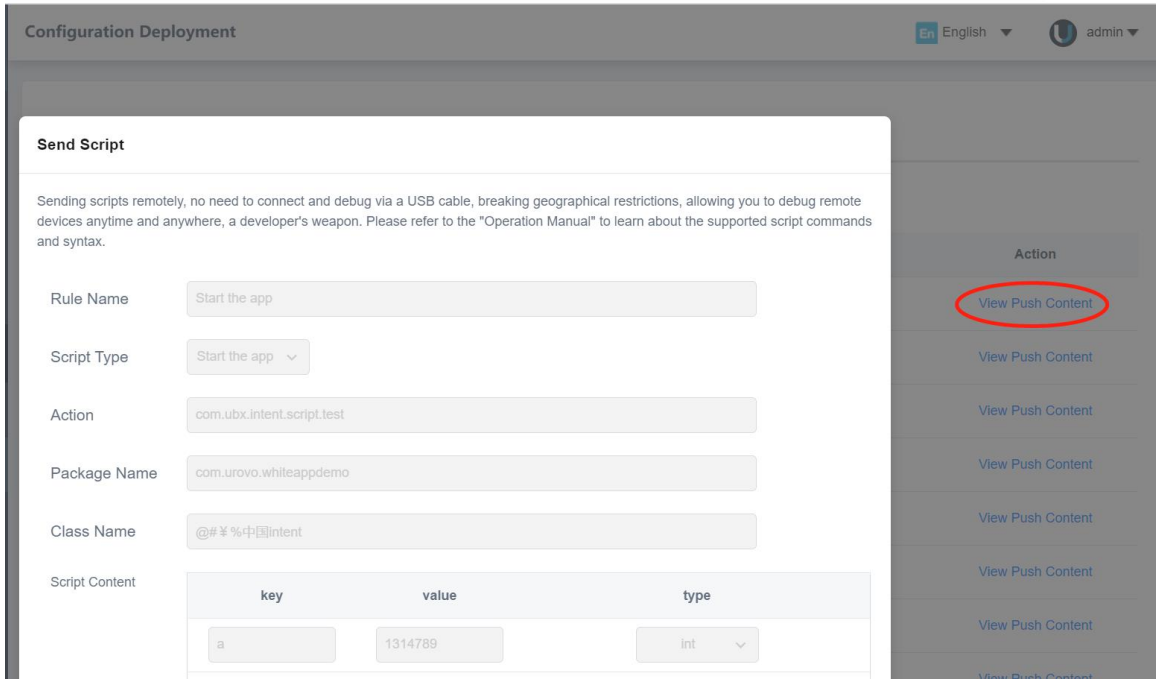 Configuration Deployment
En English
admin
Send Script
Sending scripts remotely, no need to connect and debug via a USB cable, breaking geographical restrictions, allowing you to debug remote
devices anytime and anywhere, a developer's weapon. Please refer to the "Operation Manual" to learn about the supported script commands
and syntax.
Action
Rule Name
Start the app
View Push Content
Script Type
Start the app
View Push Content
Action
com.ubx.intent.script.test
View Push Content
Package Name
com.urovo.whiteappdemo
View Push Content
Class Name
@#￥%中国intent
View Push Content
Script Content
View Push Content
key value type
a 1314789 int
View Push Content
View Push Content